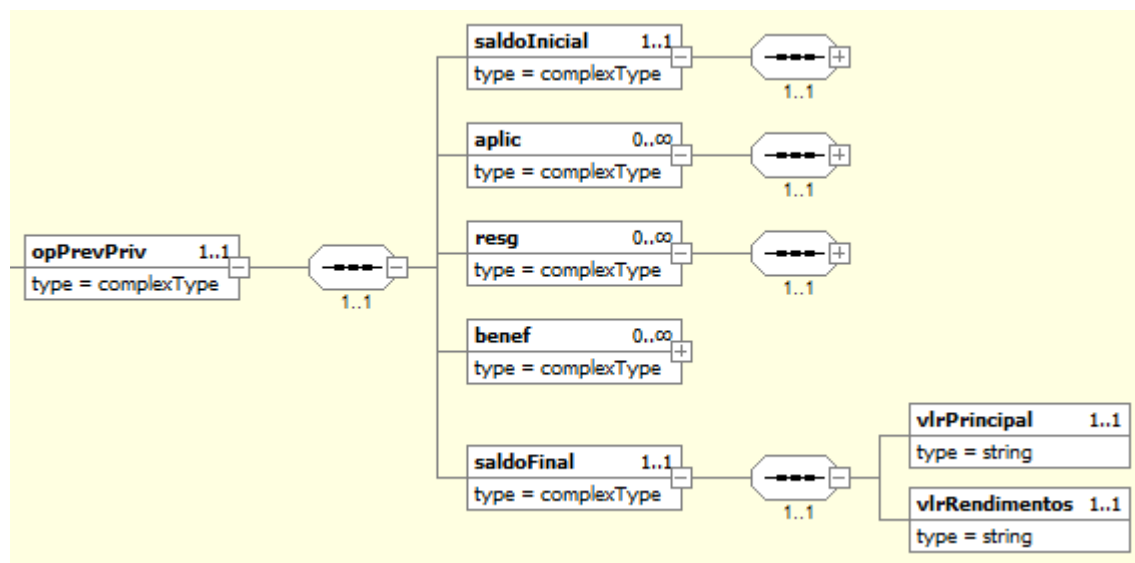 saldoInicial 1..1
type = complexType
1..1
aplic 0..∞
type = complexType
1..1
resg 0..∞
type = complexType
1..1
opPrevPriv 1..1
type = complexType
1..1
benef 0..∞
type = complexType
saldoFinal 1..1
type = complexType
1..1
vlrPrincipal 1..1
type = string
vlrRendimentos 1..1
type = string